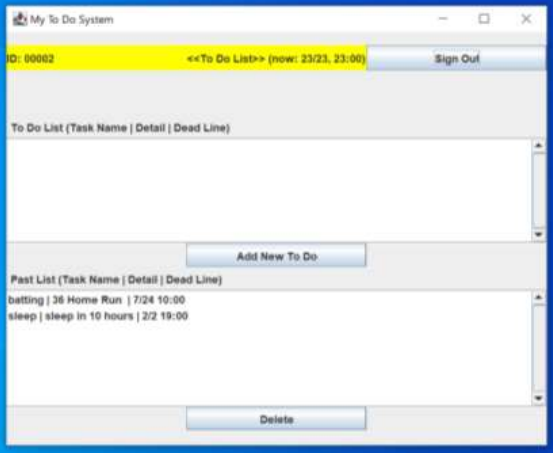 My To Do System
ID: 00002 <<To Do List>> (now: 23/23, 23:00) Sign Out
To Do List (Task Name | Detail | Dead Line)
Add New To Do
Past List (Task Name | Detail | Dead Line)
batting | 36 Home Run | 7/24 10:00
sleep | sleep in 10 hours | 2/2 19:00
Delete